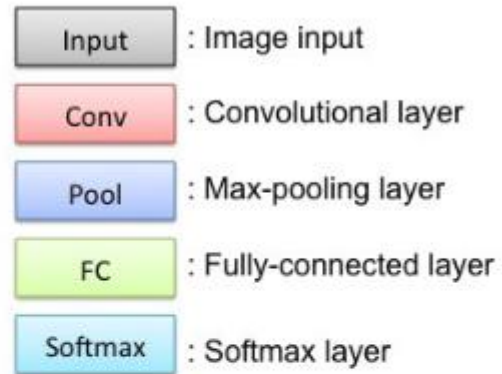 Input : Image input
Conv : Convolutional layer
Pool : Max-pooling layer
FC : Fully-connected layer
Softmax : Softmax layer